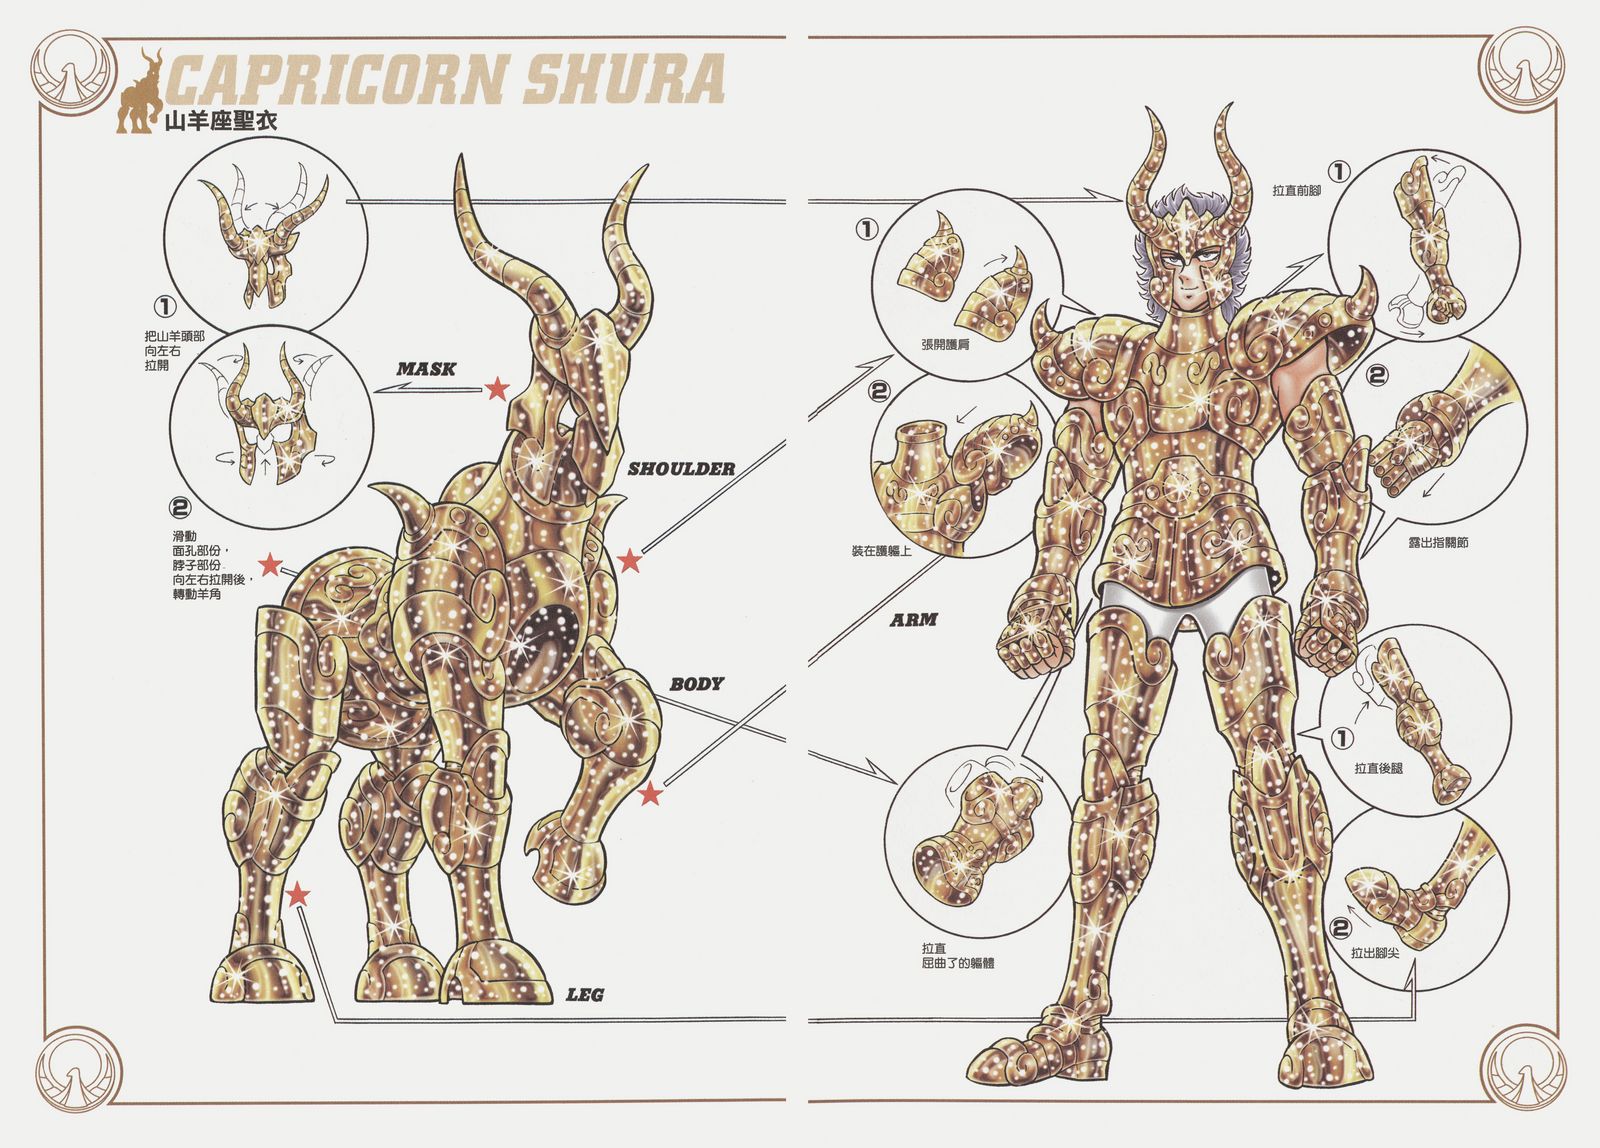 CAPRICORN SHURA
山羊座聖衣
1
把山羊頭部
向左右
拉開
2
滑動
面孔部份，
脖子部份
向左右拉開後，
轉動羊角
MASK
SHOULDER
BODY
LEG
1
張開護肩
2
裝在護軀上
ARM
拉直
屈曲了的軀體
1
拉直前腳
2
露出指關節
1
拉直後腿
2
拉出腳尖